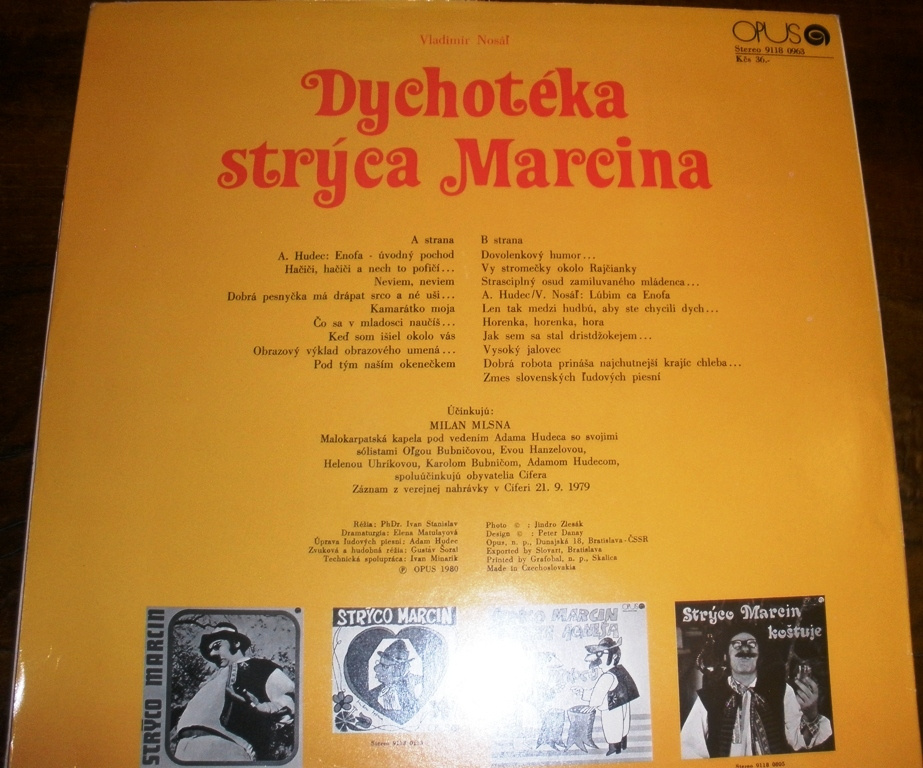 Vladimír Nosáľ
OPUS
Stereo 9118 0963
Kčs 36,-
Dychotéka
strýca Marcina
A strana
A. Hudec: Enofa - úvodný pochod
Hačiči, hačiči a nech to pofičí...
Neviem, neviem
Dobrá pesnyčka má drápat srco a né uši...
Kamarátko moja
Čo sa v mladosci naučíš...
Keď som išiel okolo vás
Obrazový výklad obrazového umená...
Pod tým naším okenečkem
B strana
Dovolenkový humor...
Vy stromečky okolo Rajčianky
Strasciplný osud zamiluvaného mládenca...
A. Hudec/V. Nosáľ: Lúbim ca Enofa
Len tak medzi hudbú, aby ste chycili dych...
Horenka, horenka, hora
Jak sem sa stal dristdžokejem...
Vysoký jalovec
Dobrá robota prináša najchutnejší krajíc chleba...
Zmes slovenských ľudových piesní
Účinkujú:
MILAN MLSNA
Malokarpatská kapela pod vedením Adama Hudeca so svojimi
sólistami Oľgou Bubničovou, Evou Hanzelovou,
Helenou Uhríkovou, Karolom Bubničom, Adamom Hudecom,
spoluúčinkujú obyvatelia Cífera
Záznam z verejnej nahrávky v Cíferi 21. 9. 1979
Réžia: PhDr. Ivan Stanislav
Dramaturgia: Elena Matulayová
Úprava ľudových piesní: Adam Hudec
Zvuková a hudobná réžia: Gustáv Šoral
Technická spolupráca: Ivan Minárik
Ⓟ OPUS 1980
Photo © : Jindro Zlesák
Design © : Peter Danay
Opus, n. p., Dunajská 18, Bratislava-ČSSR
Exported by Slovart, Bratislava
Printed by Grafobal, n. p., Skalica
Made in Czechoslovakia
STRÝCO MARCIN
STRÝCO MARCIN
STRÝCO MARCIN
OPUS
Strýco Marcin
koštuje